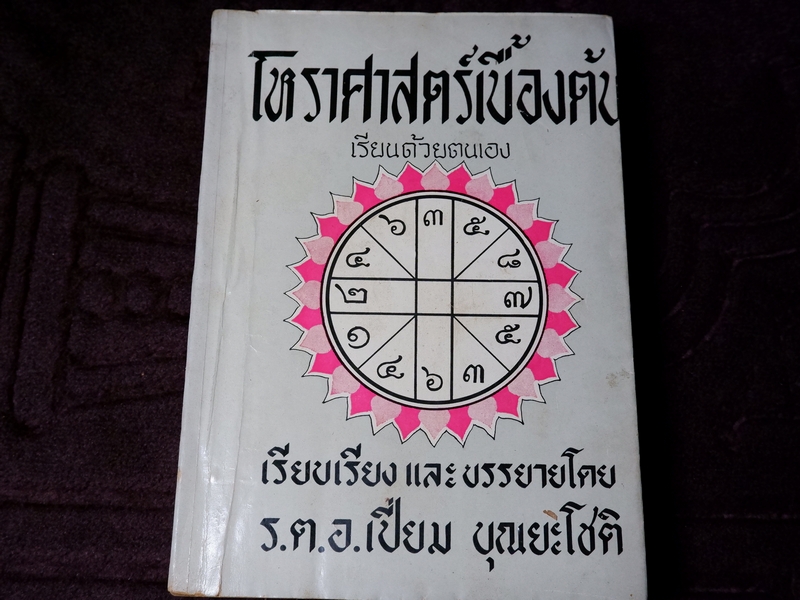 โหราศาสตร์เบื้องต้น
เรียนด้วยตนเอง
๖ ๓ ๕
๔ ๘
๒ ๗
๑ ๕
๔ ๖ ๓
เรียบเรียง และ บรรยายโดย
ร.ต.อ.เปี่ยม บุณยะโชติ